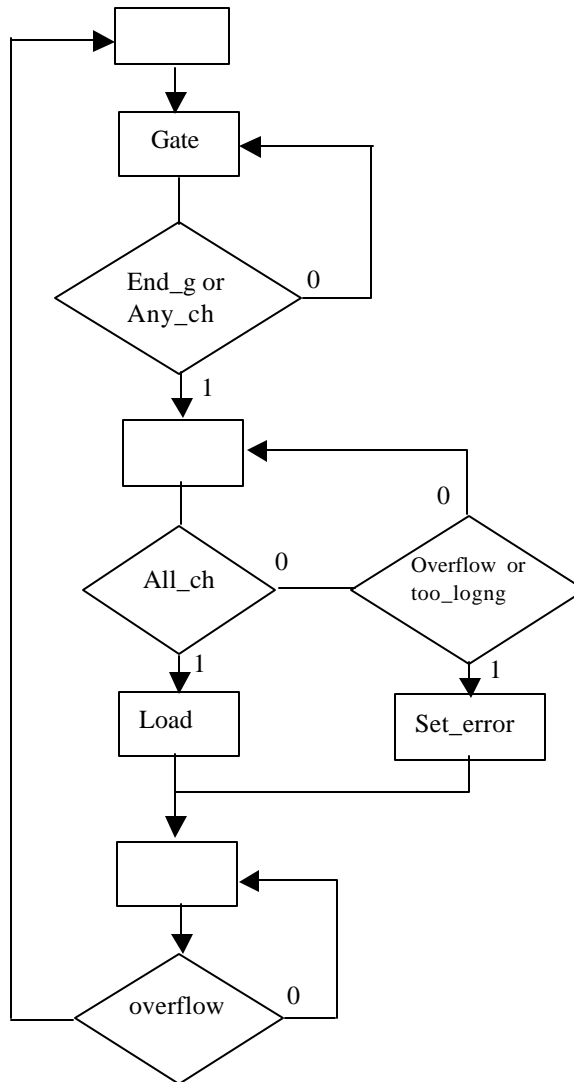 Gate
End_g or
Any_ch
0
1
0
All_ch
0
Overflow or
too_logng
1
1
Load
Set_error
overflow
0